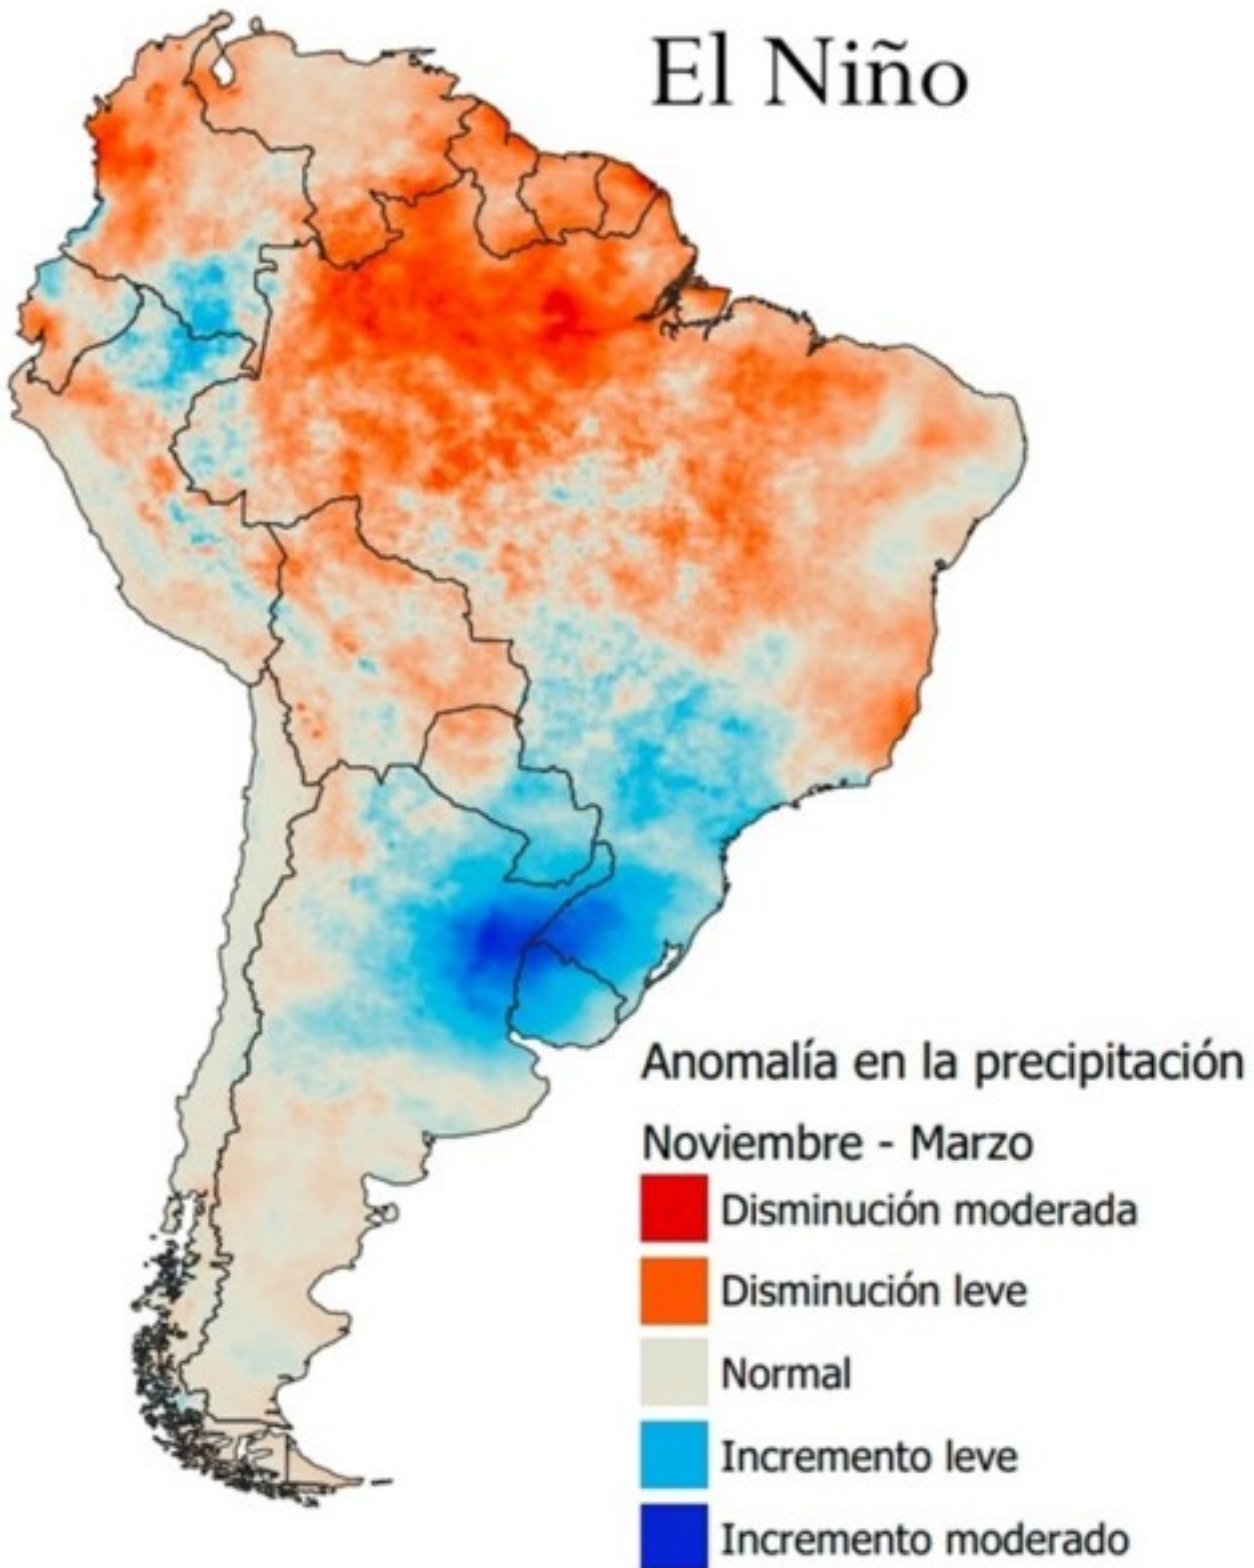 El Niño
Anomalía en la precipitación
Noviembre - Marzo
Disminución moderada
Disminución leve
Normal
Incremento leve
Incremento moderado